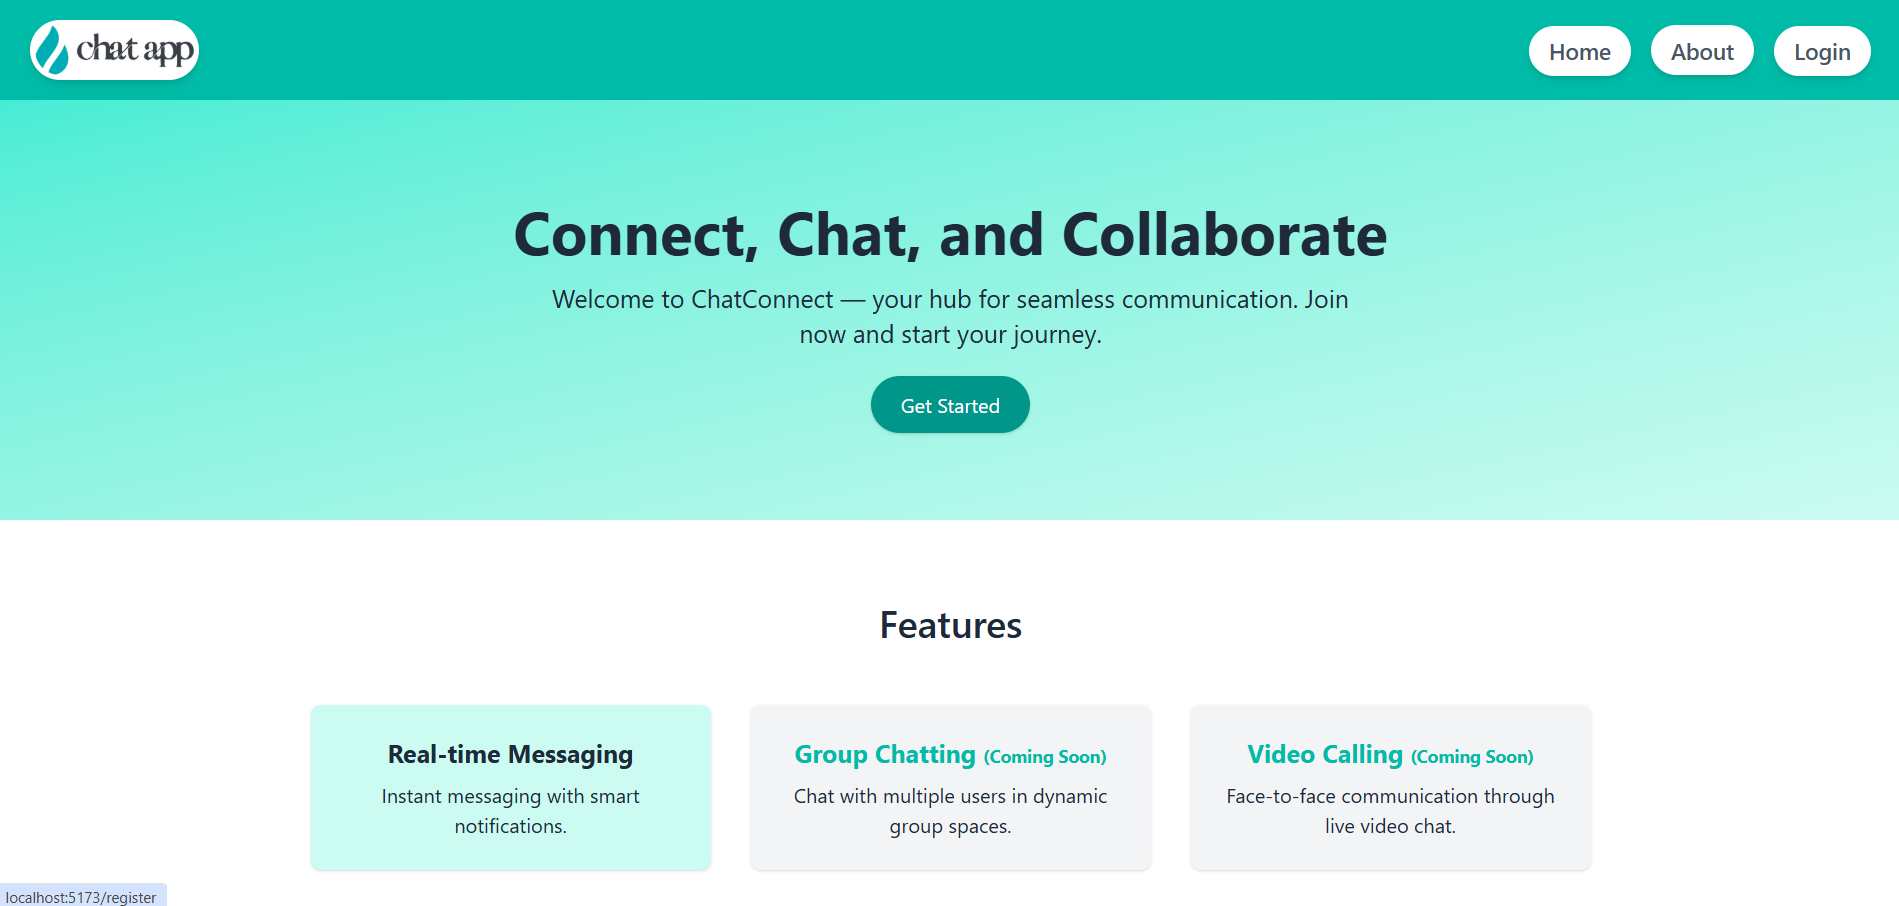 chat app
Home
About
Login
Connect, Chat, and Collaborate
Welcome to ChatConnect — your hub for seamless communication. Join
now and start your journey.
Get Started
Features
Real-time Messaging
Instant messaging with smart
notifications.
Group Chatting (Coming Soon)
Chat with multiple users in dynamic
group spaces.
Video Calling (Coming Soon)
Face-to-face communication through
live video chat.
localhost:5173/register